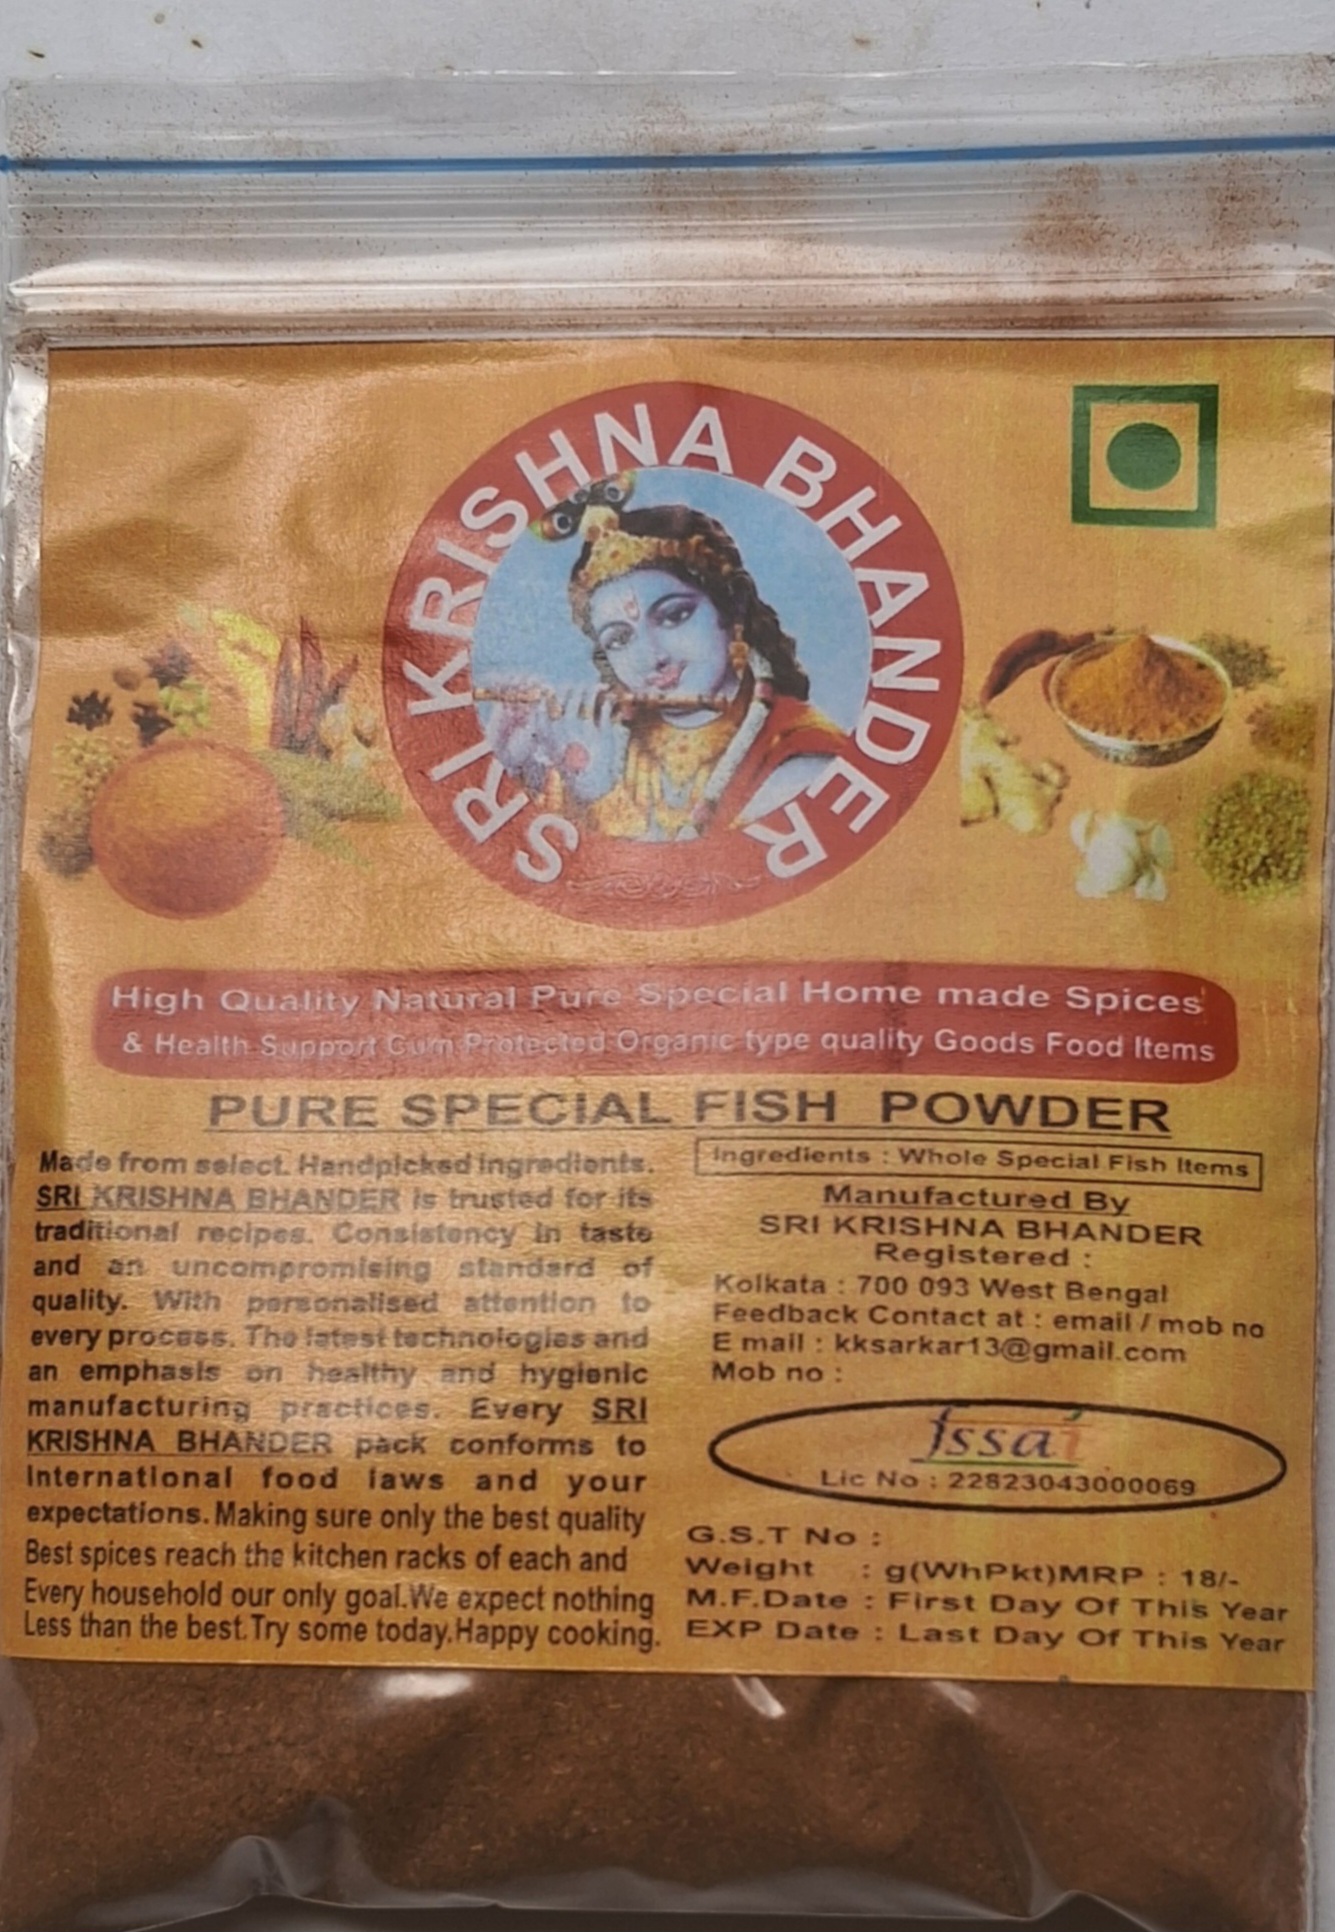 SRI KRISHNA BHANDER
High Quality Natural Pure Special Home made Spices
& Health Support Cum Protected Organic type quality Goods Food Items
PURE SPECIAL FISH POWDER
Made from select. Handpicked ingredients.
SRI KRISHNA BHANDER is trusted for its
traditional recipes. Consistency in taste
and an uncompromising standard of
quality. With personalised attention to
every process. The latest technologies and
an emphasis on healthy and hygienic
manufacturing practices. Every SRI
KRISHNA BHANDER pack conforms to
International food laws and your
expectations. Making sure only the best quality
Best spices reach the kitchen racks of each and
Every household our only goal.We expect nothing
Less than the best.Try some today.Happy cooking.
Ingredients : Whole Special Fish Items
Manufactured By
SRI KRISHNA BHANDER
Registered :
Kolkata : 700 093 West Bengal
Feedback Contact at : email / mob no
E mail : kksarkar13@gmail.com
Mob no :
fssai
Lic No : 22823043000069
G.S.T No :
Weight : g(WhPkt)MRP : 18/-
M.F.Date : First Day Of This Year
EXP Date : Last Day Of This Year